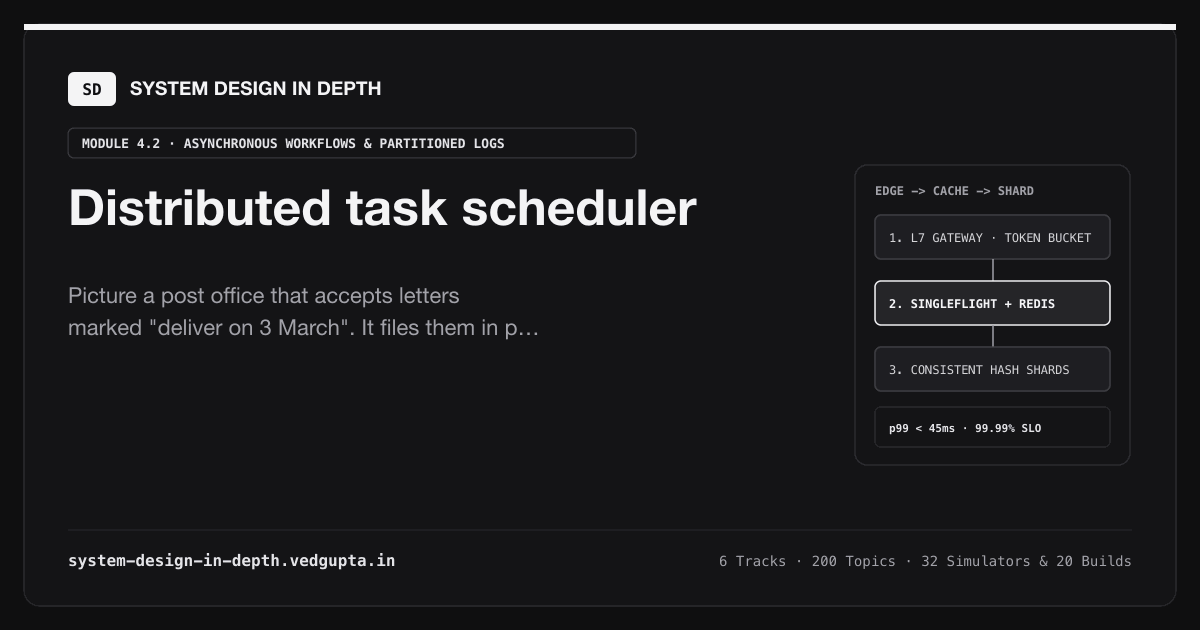 SD SYSTEM DESIGN IN DEPTH
MODULE 4.2 · ASYNCHRONOUS WORKFLOWS & PARTITIONED LOGS
Distributed task scheduler
Picture a post office that accepts letters
marked "deliver on 3 March". It files them in p…
EDGE —> CACHE —> SHARD
1. L7 GATEWAY · TOKEN BUCKET
2. SINGLEFLIGHT + REDIS
3. CONSISTENT HASH SHARDS
p99 < 45ms · 99.99% SLO
system-design-in-depth.vedgupta.in
6 Tracks · 200 Topics · 32 Simulators & 20 Builds